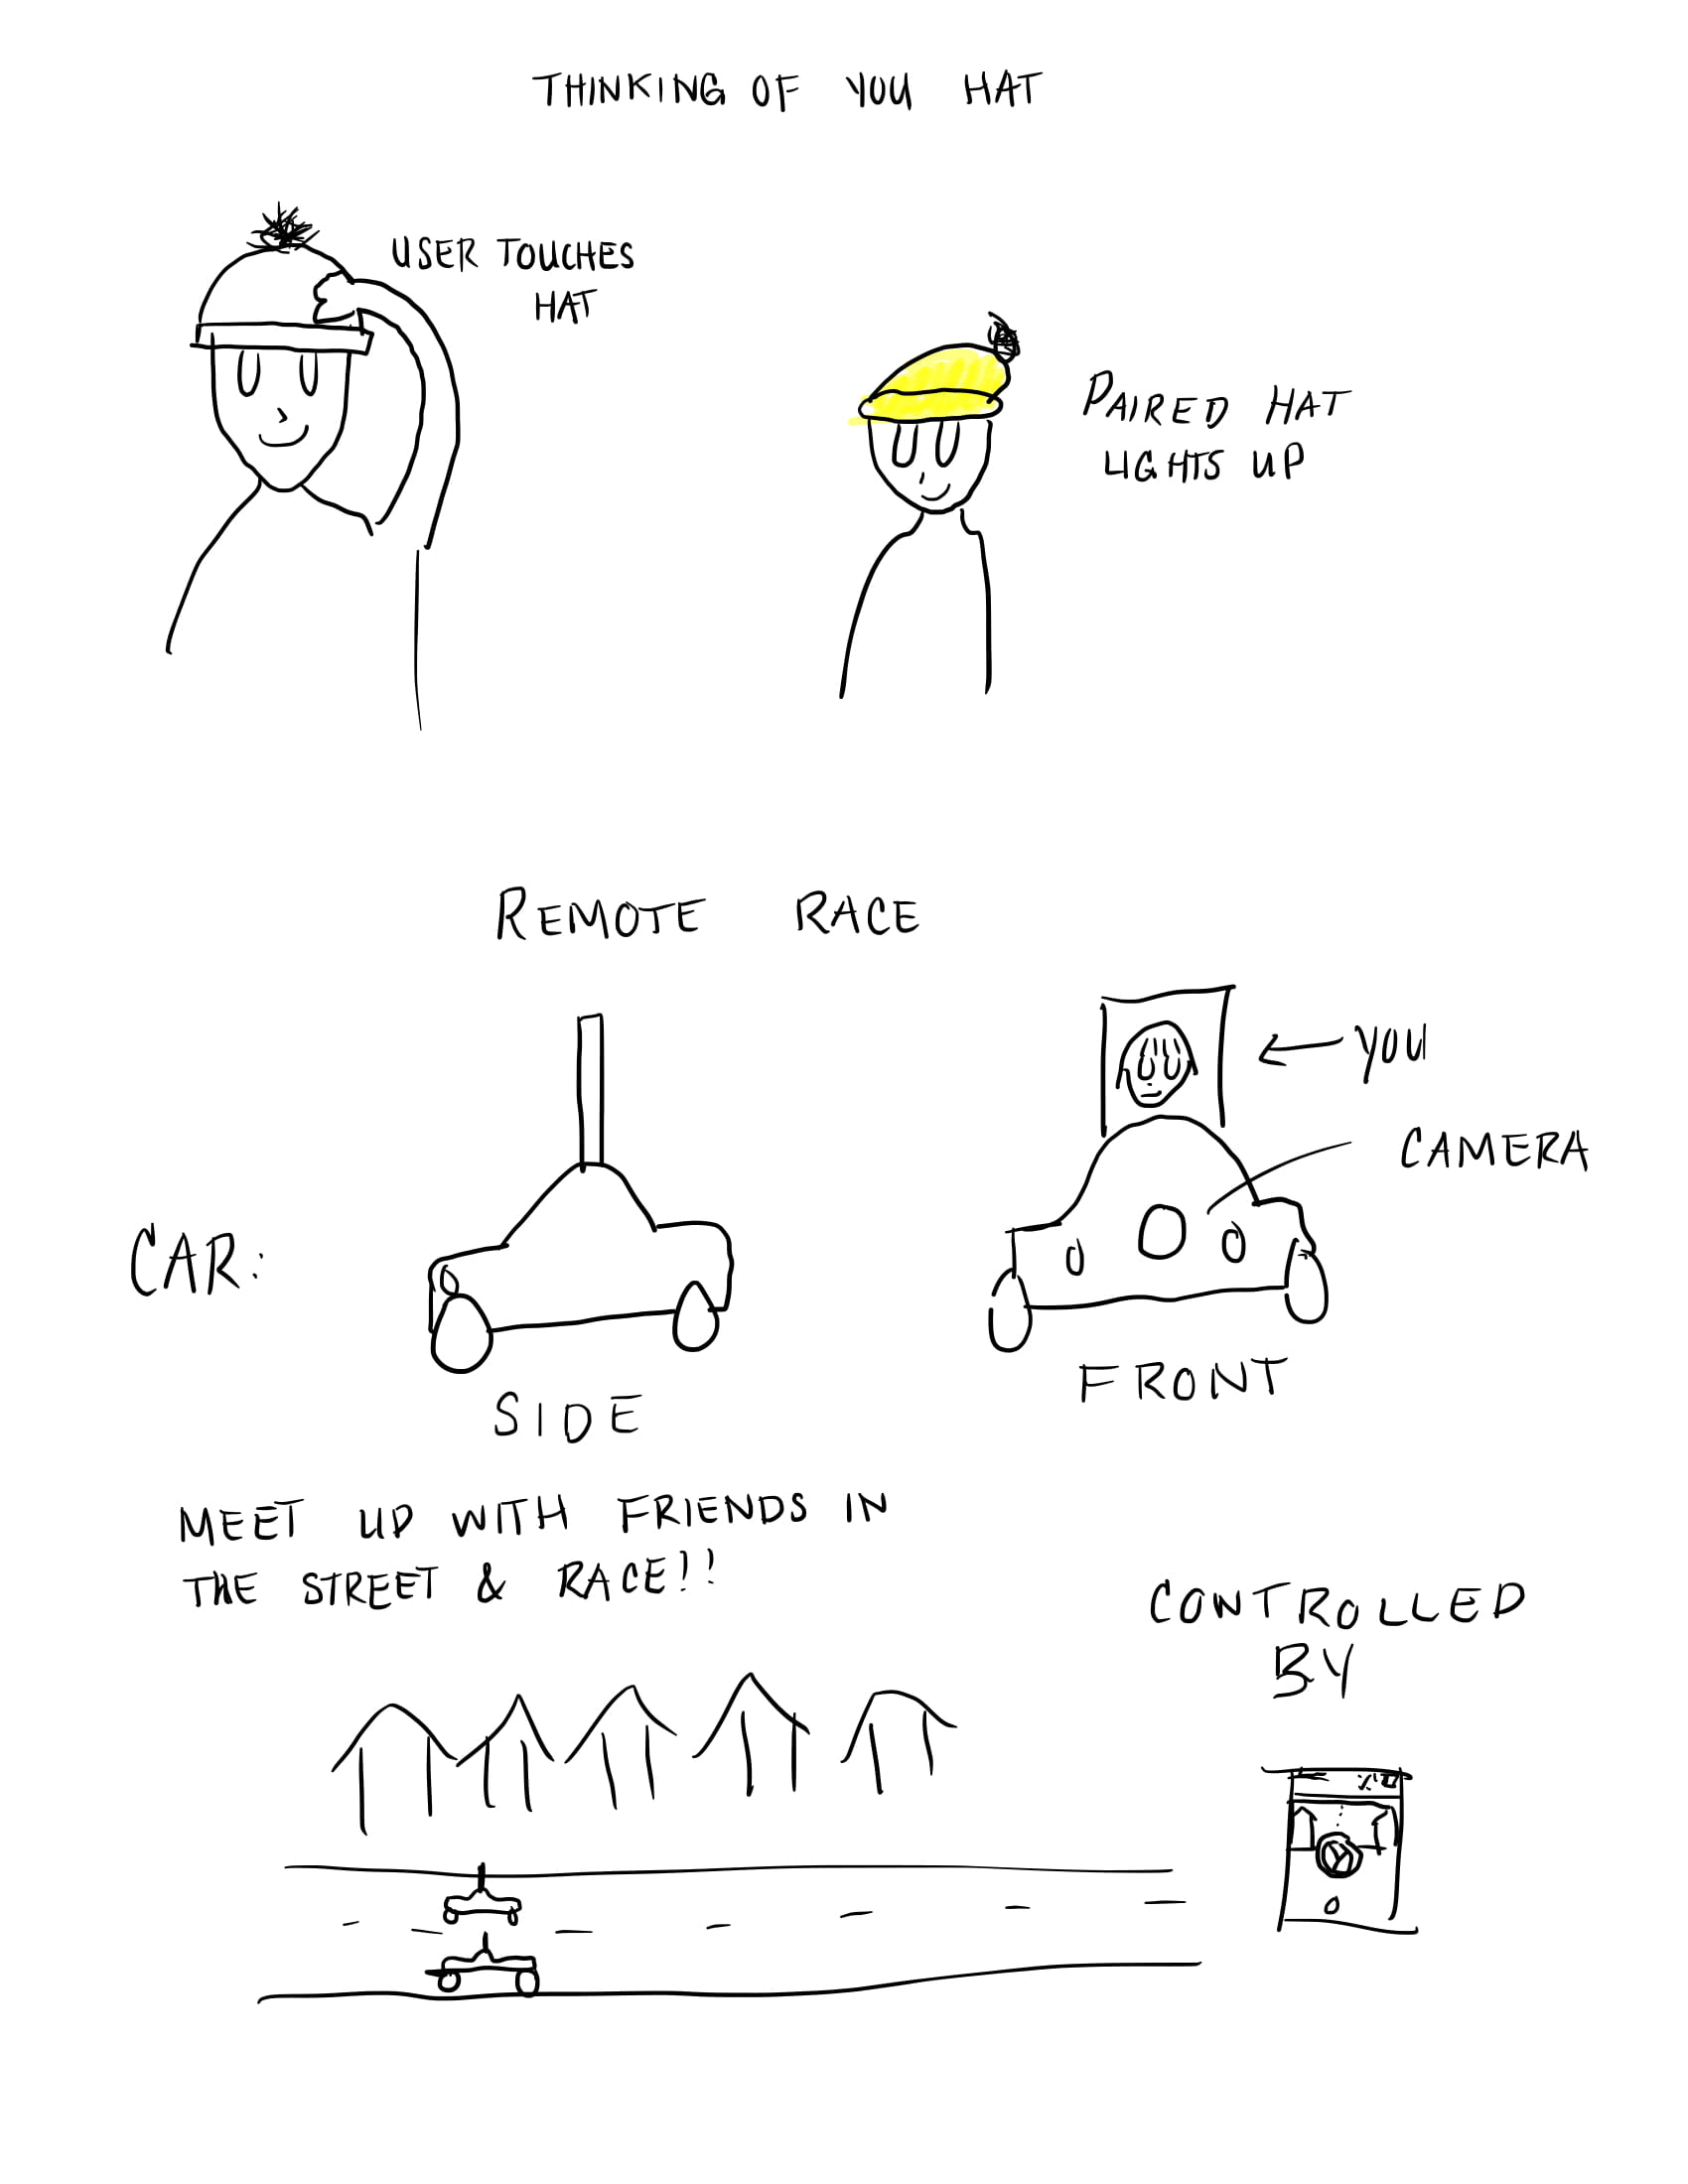 THINKING OF YOU HAT
USER TOUCHES
HAT
PAIRED HAT
LIGHTS UP
REMOTE RACE
YOU
CAMERA
CAR:
FRONT
SIDE
MEET UP WITH FRIENDS IN
THE STREET & RACE!!
CONTROLLED
BY